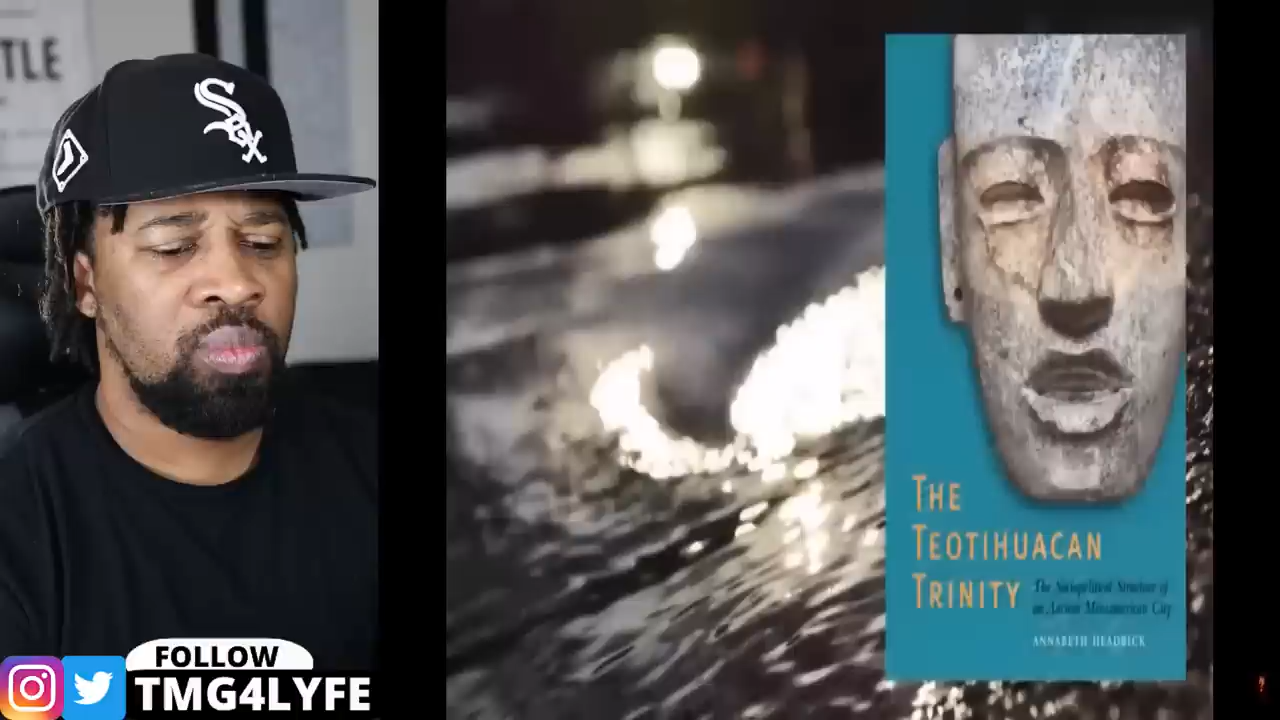 TLE
Sox
FOLLOW
TMG4LYFE
THE
TEOTIHUACAN
TRINITY
The Sociopolitical Structure of
an Ancient Mesoamerican City
ANNABETH HEADRICK
?